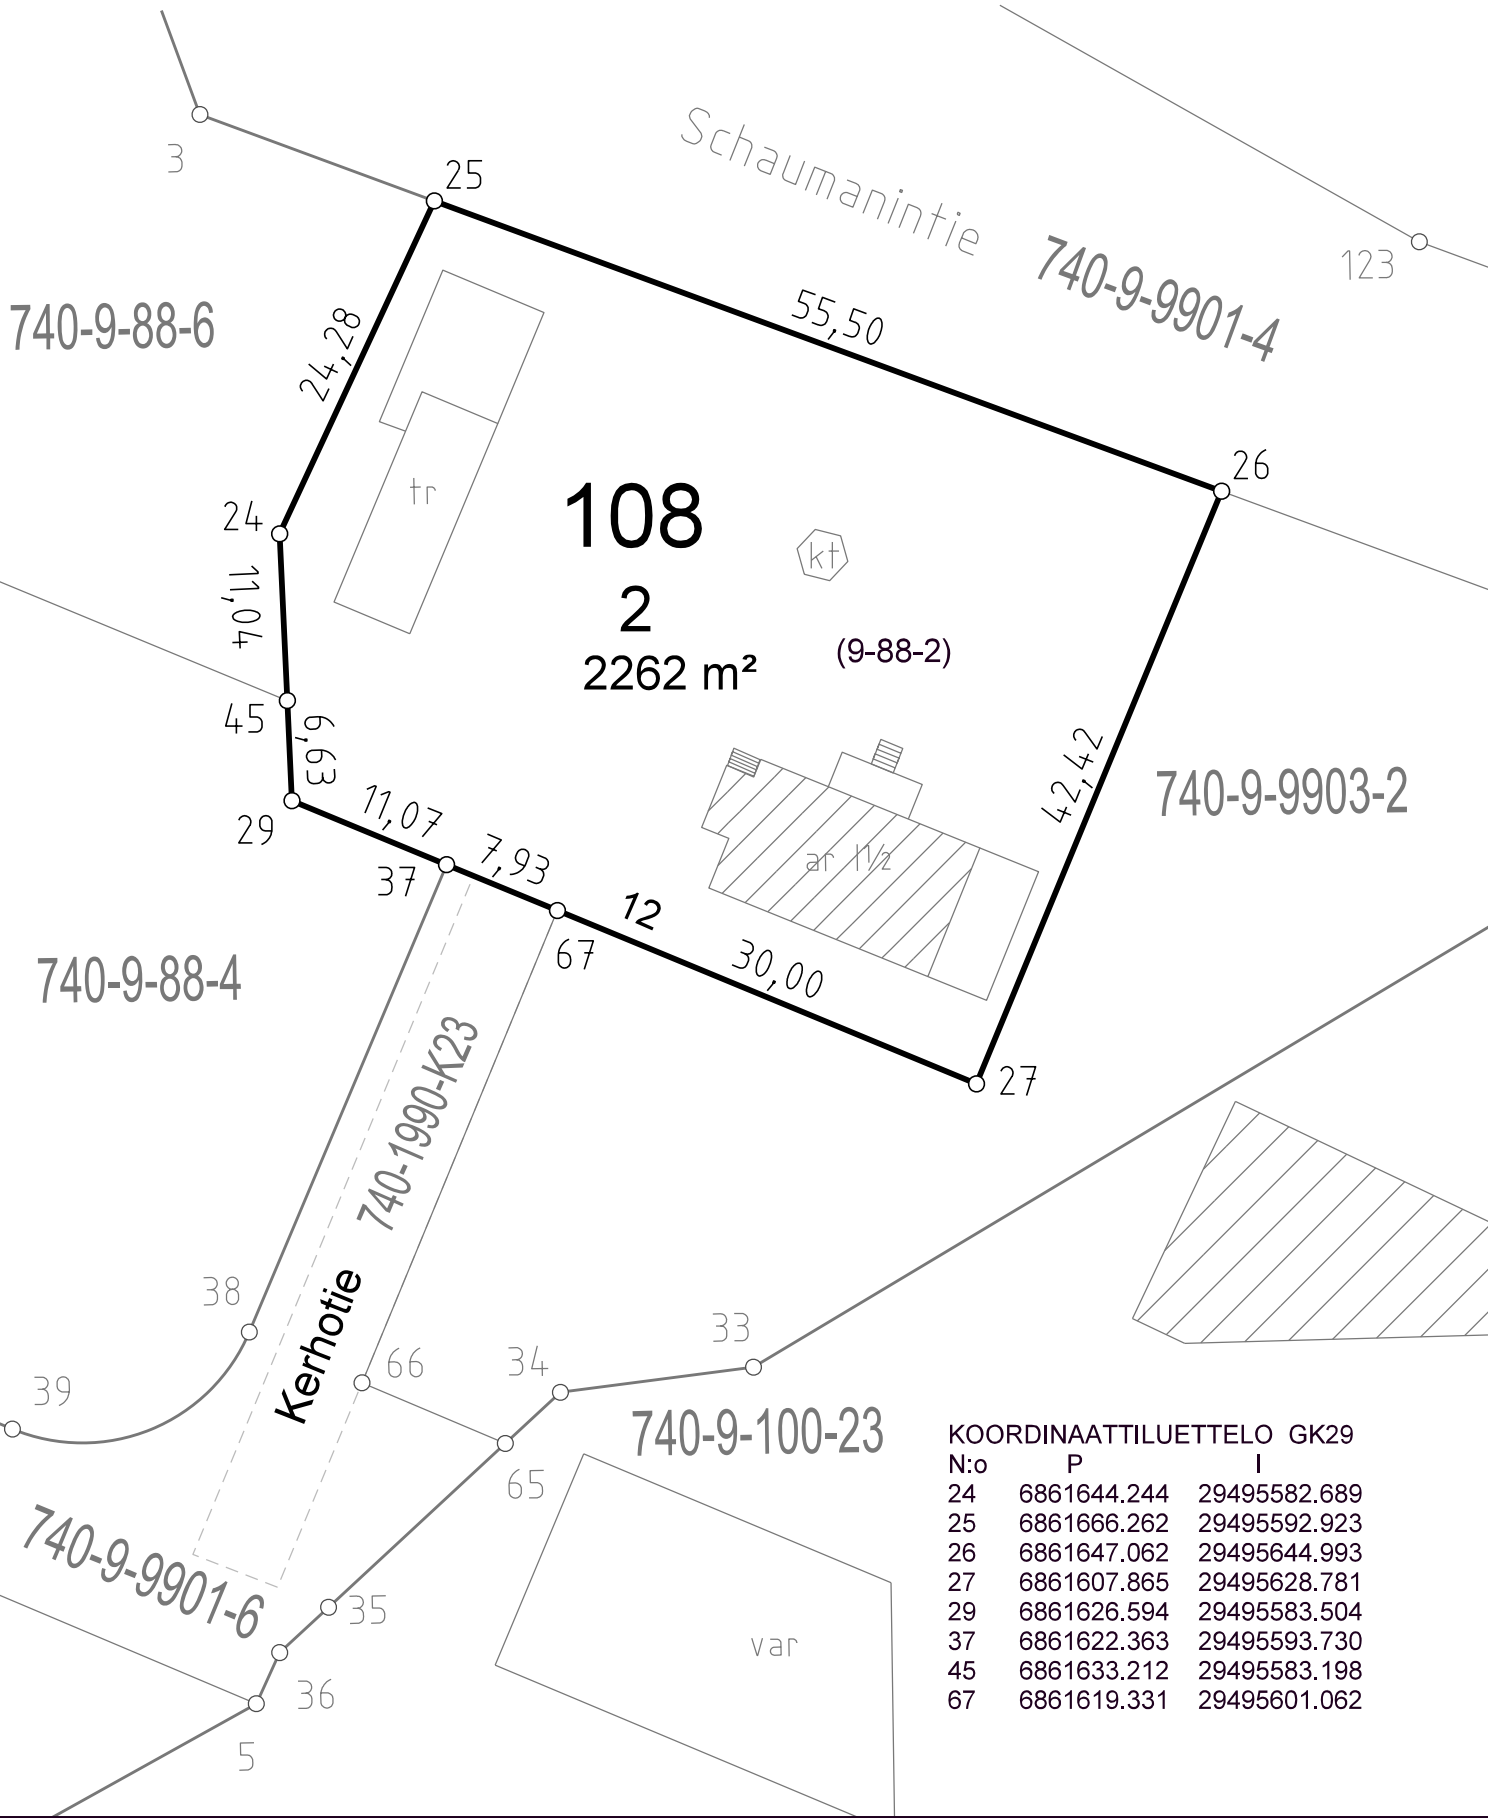 3
25
Schaumanintie
740-9-9901-4
123
740-9-88-6
24,28
55,50
26
24
tr
108
kt
11,04
2
2262 m²
(9-88-2)
45
6,63
42,42
740-9-9903-2
29
11,07
37
7,93
ar I½
12
67
30,00
740-9-88-4
27
740-1990-K23
38
Kerhotie
66
34
33
39
740-9-100-23
65
740-9-9901-6
35
36
var
5
KOORDINAATTILUETTELO GK29
N:o P I
24 6861644.244 29495582.689
25 6861666.262 29495592.923
26 6861647.062 29495644.993
27 6861607.865 29495628.781
29 6861626.594 29495583.504
37 6861622.363 29495593.730
45 6861633.212 29495583.198
67 6861619.331 29495601.062